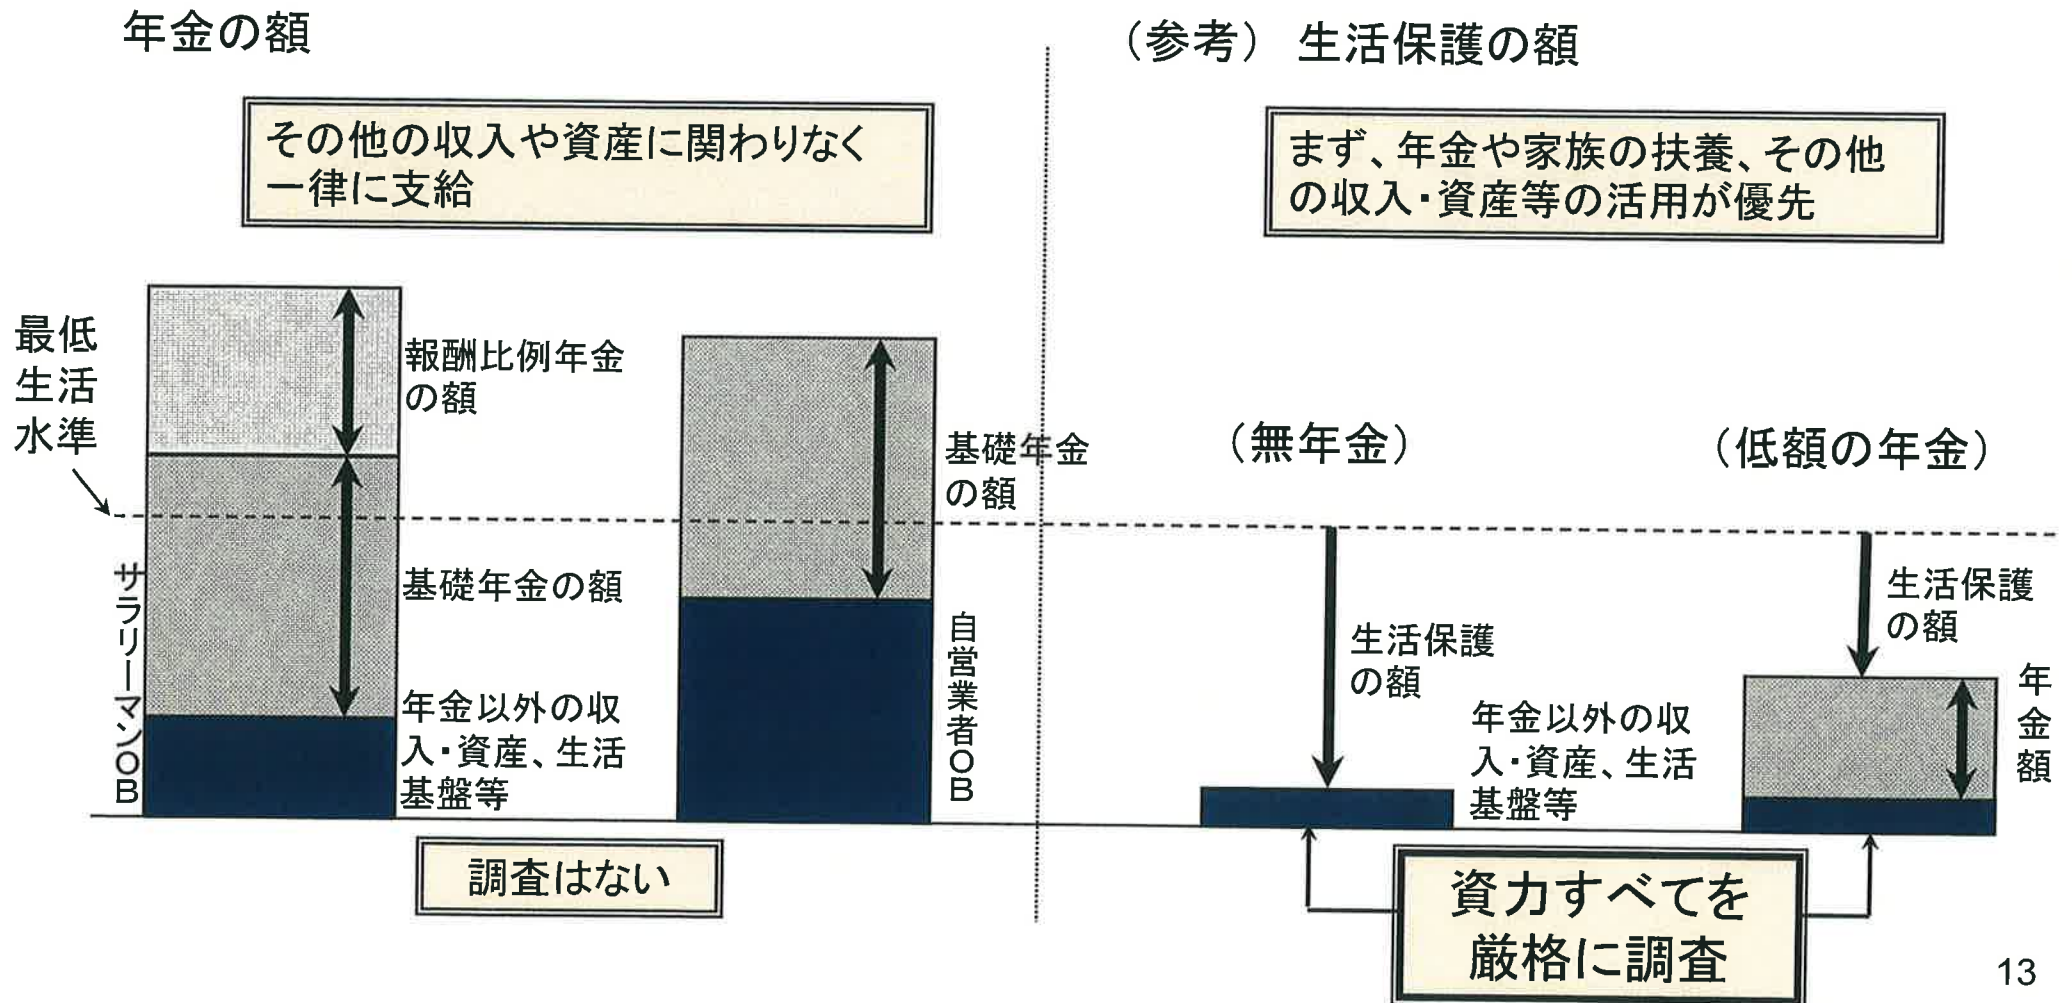 年金の額
その他の収入や資産に関わりなく
一律に支給
最低
生活
水準
報酬比例年金
の額
基礎年金の額
年金以外の収
入・資産、生活
基盤等
サラリーマンOB
基礎年金
の額
自営業者OB
調査はない
（参考） 生活保護の額
まず、年金や家族の扶養、その他
の収入・資産等の活用が優先
（無年金）
（低額の年金）
生活保護
の額
年金以外の収
入・資産、生活
基盤等
生活保護
の額
年金額
資力すべてを
厳格に調査
13